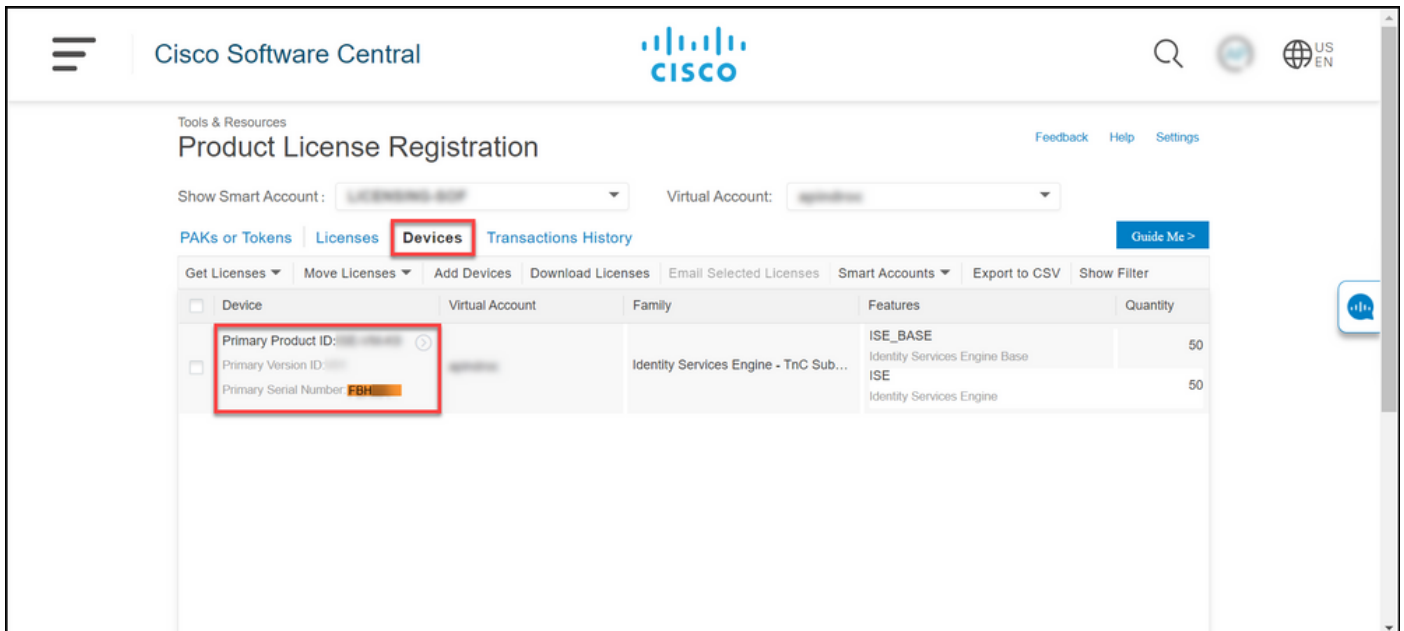 Cisco Software Central
CISCO
US
EN
Tools & Resources
Product License Registration
Feedback Help Settings
Show Smart Account :
Virtual Account:
PAKs or Tokens Licenses Devices Transactions History
Guide Me >
Get Licenses Move Licenses Add Devices Download Licenses Email Selected Licenses Smart Accounts Export to CSV Show Filter
Device Virtual Account Family Features Quantity
Primary Product ID:
Primary Version ID:
Primary Serial Number: FBH
Identity Services Engine - TnC Sub...
ISE_BASE 50
Identity Services Engine Base
ISE 50
Identity Services Engine